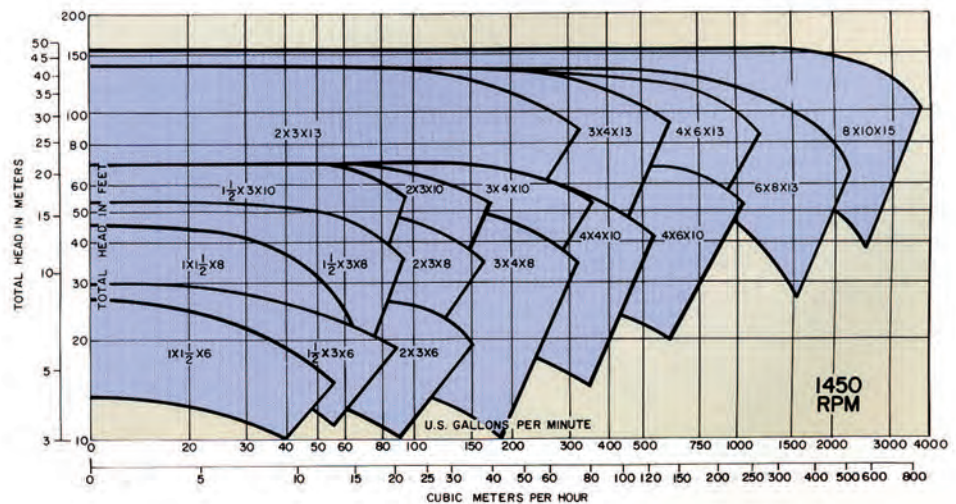 TOTAL HEAD IN METERS
50
45
40
35
30
25
20
15
10
5
3
TOTAL HEAD IN FEET
200
150
100
80
60
50
40
30
20
10
2X3X13
3X4X13
4X6X13
8X10X15
6X8X13
1½X3X10
2X3X10
3X4X10
4X4X10
4X6X10
1X1½X8
1½X3X8
2X3X8
3X4X8
1X1½X6
1½X3X6
2X3X6
1450
RPM
U.S. GALLONS PER MINUTE
0 20 30 40 50 60 100 200 300 400 500 750 1000 1500 2000 3000 4000
0 5 10 15 20 25 30 40 50 60 80 100 120 150 200 300 400 500 600 800
CUBIC METERS PER HOUR